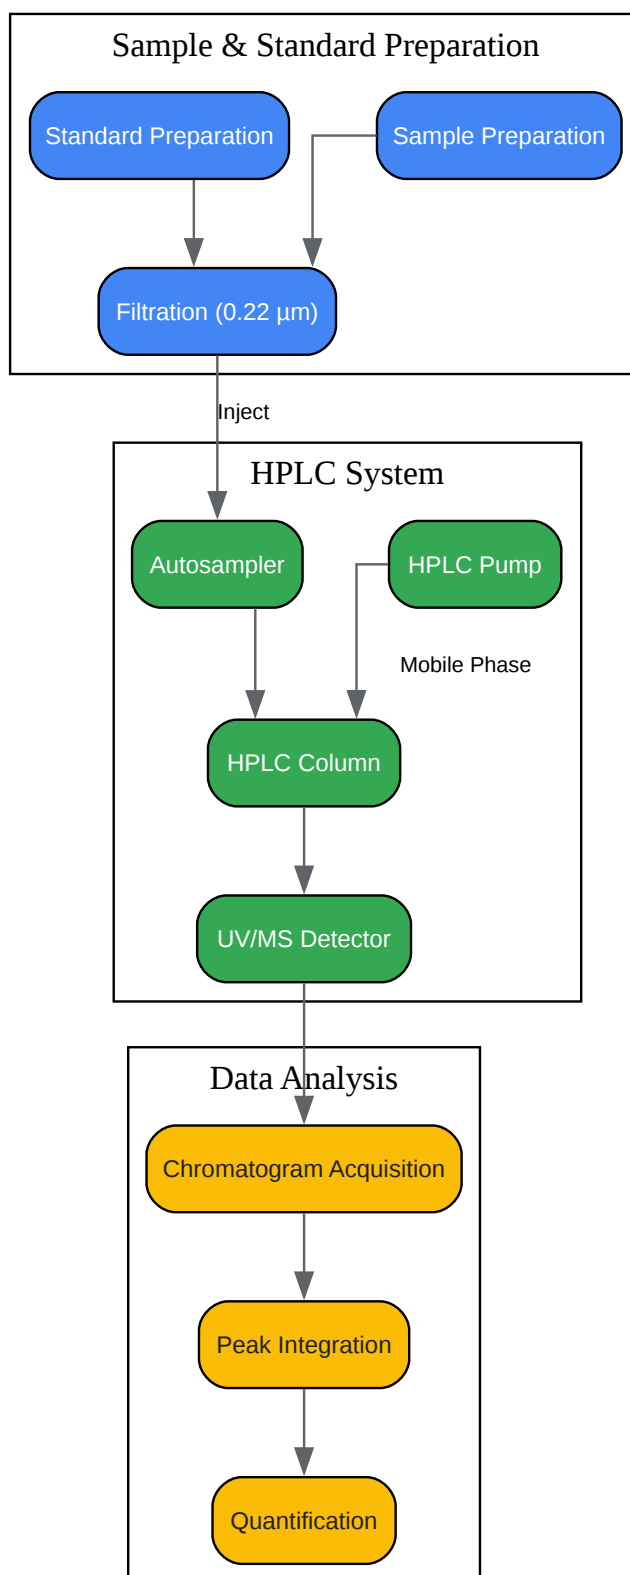 Sample & Standard Preparation
Standard Preparation
Sample Preparation
Filtration (0.22 µm)
Inject
HPLC System
Autosampler
HPLC Pump
Mobile Phase
HPLC Column
UV/MS Detector
Data Analysis
Chromatogram Acquisition
Peak Integration
Quantification